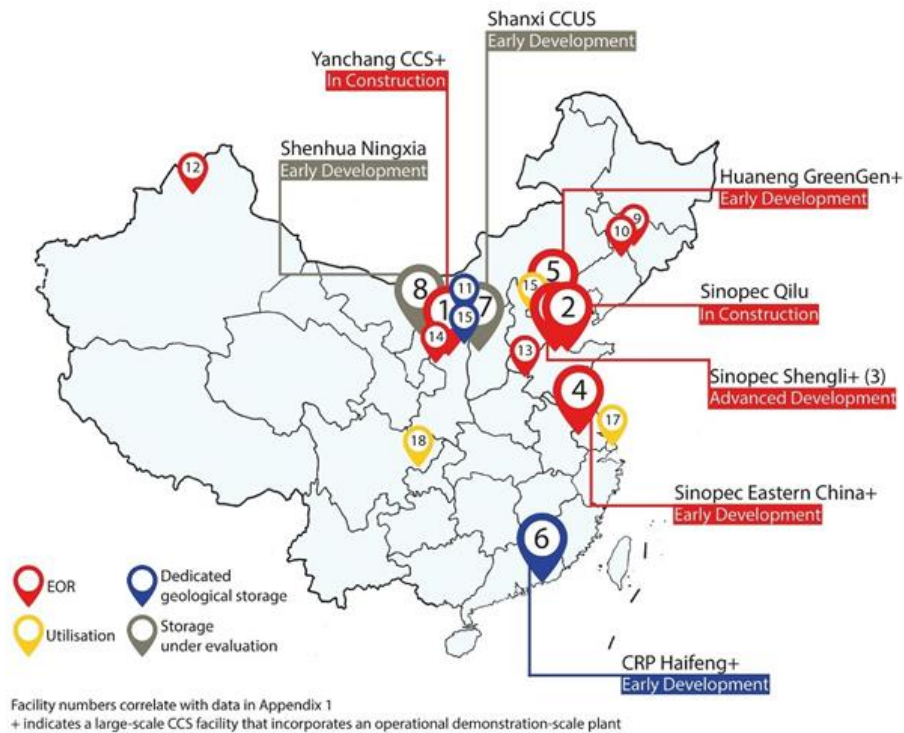 Shanxi CCUS
Early Development
Yanchang CCS+
In Construction
Shenhua Ningxia
Early Development
Huaneng GreenGen+
Early Development
Sinopec Qilu
In Construction
Sinopec Shengli+ (3)
Advanced Development
Sinopec Eastern China+
Early Development
CRP Haifeng+
Early Development
12
9
10
5
15
8
11
1
15
7
2
14
13
4
17
18
6
EOR
Dedicated
geological storage
Utilisation
Storage
under evaluation
Facility numbers correlate with data in Appendix 1
+ indicates a large-scale CCS facility that incorporates an operational demonstration-scale plant